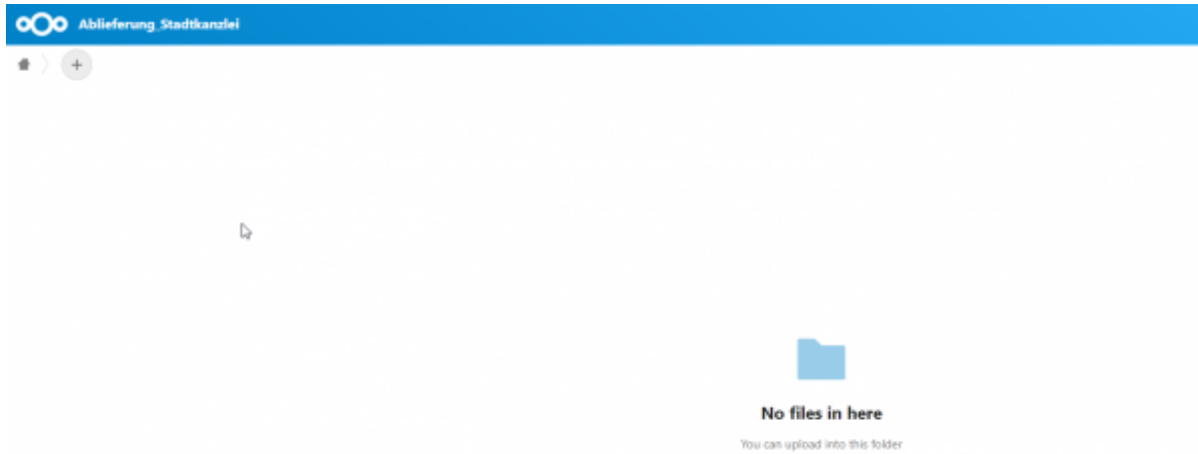 Ablieferung_Stadtkanzlei
No files in here
You can upload into this folder